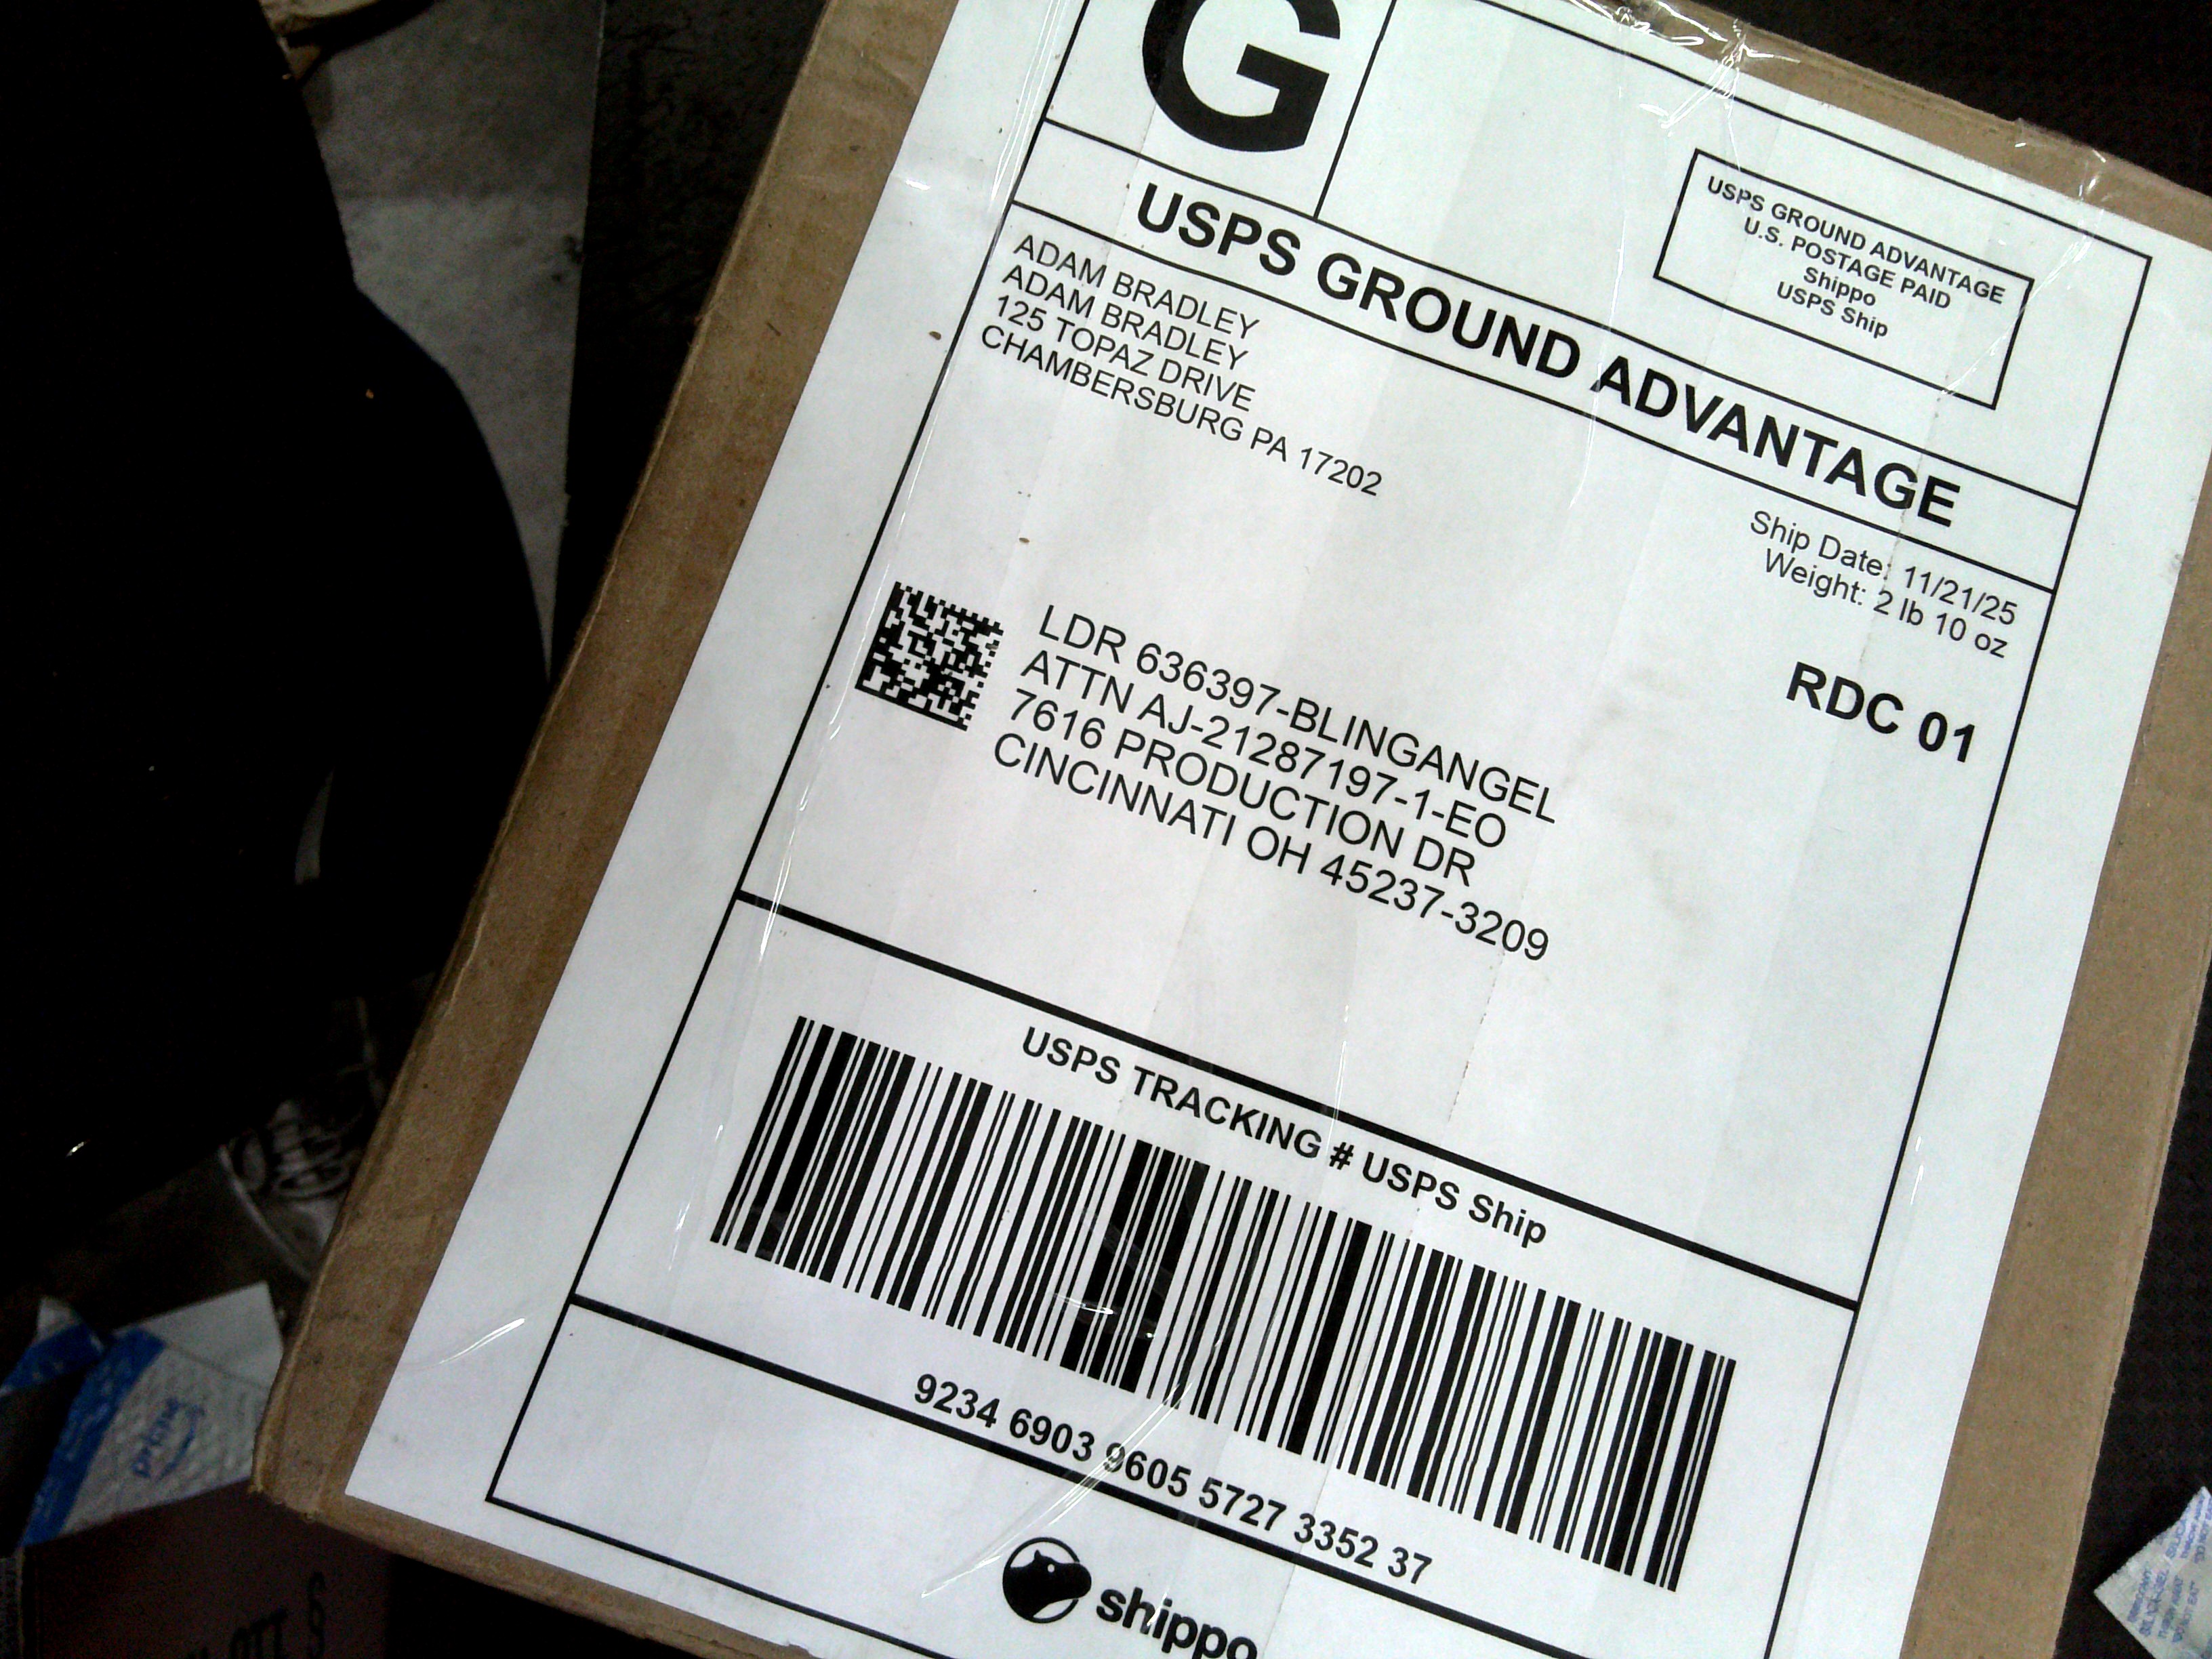 G
USPS GROUND ADVANTAGE
U.S. POSTAGE PAID
Shippo
USPS Ship
USPS GROUND ADVANTAGE
ADAM BRADLEY
ADAM BRADLEY
125 TOPAZ DRIVE
CHAMBERSBURG PA 17202
Ship Date: 11/21/25
Weight: 2 lb 10 oz
RDC 01
LDR 636397-BLINGANGEL
ATTN AJ-21287197-1-EO
7616 PRODUCTION DR
CINCINNATI OH 45237-3209
USPS TRACKING # USPS Ship
9234 6903 9605 5727 3352 37
shippo
prime